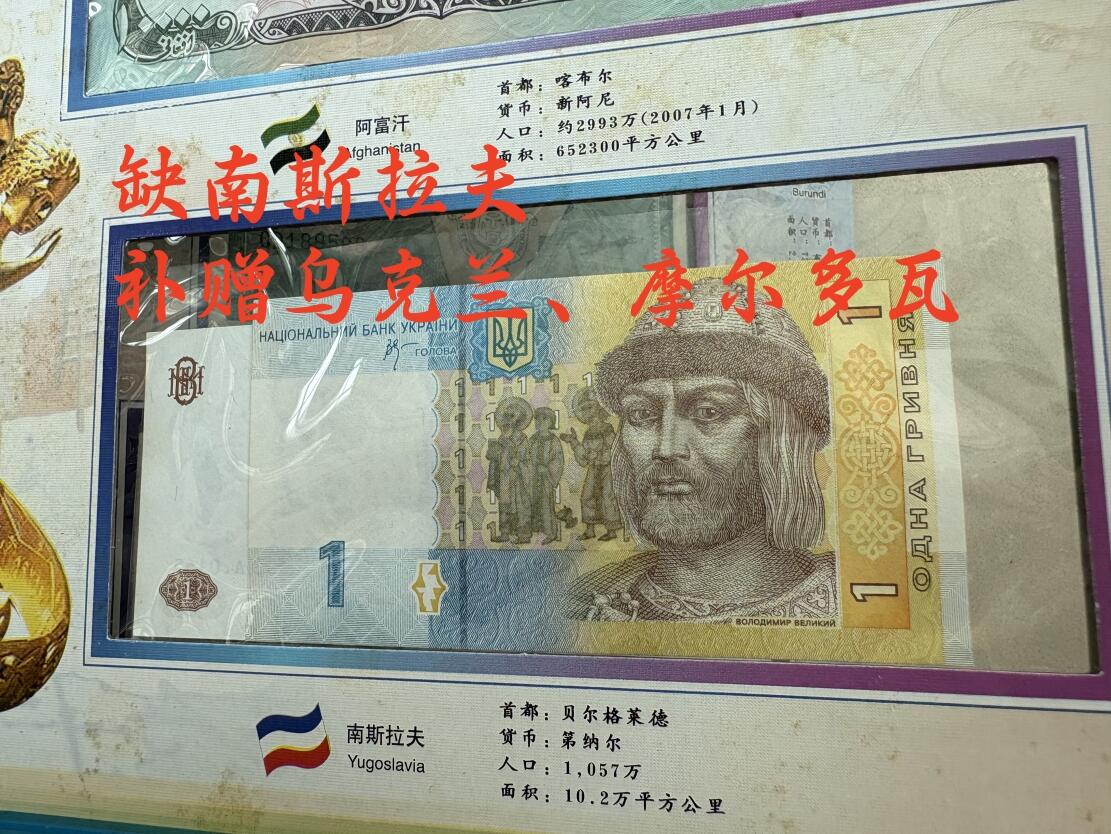 首都：喀布尔
货币：新阿尼
人口：约2993万(2007年1月)
面积：652300平方公里
阿富汗
Afghanistan
缺南斯拉夫
补赠乌克兰、摩尔多瓦
Burundi
НАЦІОНАЛЬНИЙ БАНК УКРАЇНИ
ГОЛОВА
1
1
1
1
ОДНА ГРИВНЯ
ВОЛОДИМИР ВЕЛИКИЙ
南斯拉夫
Yugoslavia
首都：贝尔格莱德
货币：第纳尔
人口：1,057万
面积：10.2万平方公里